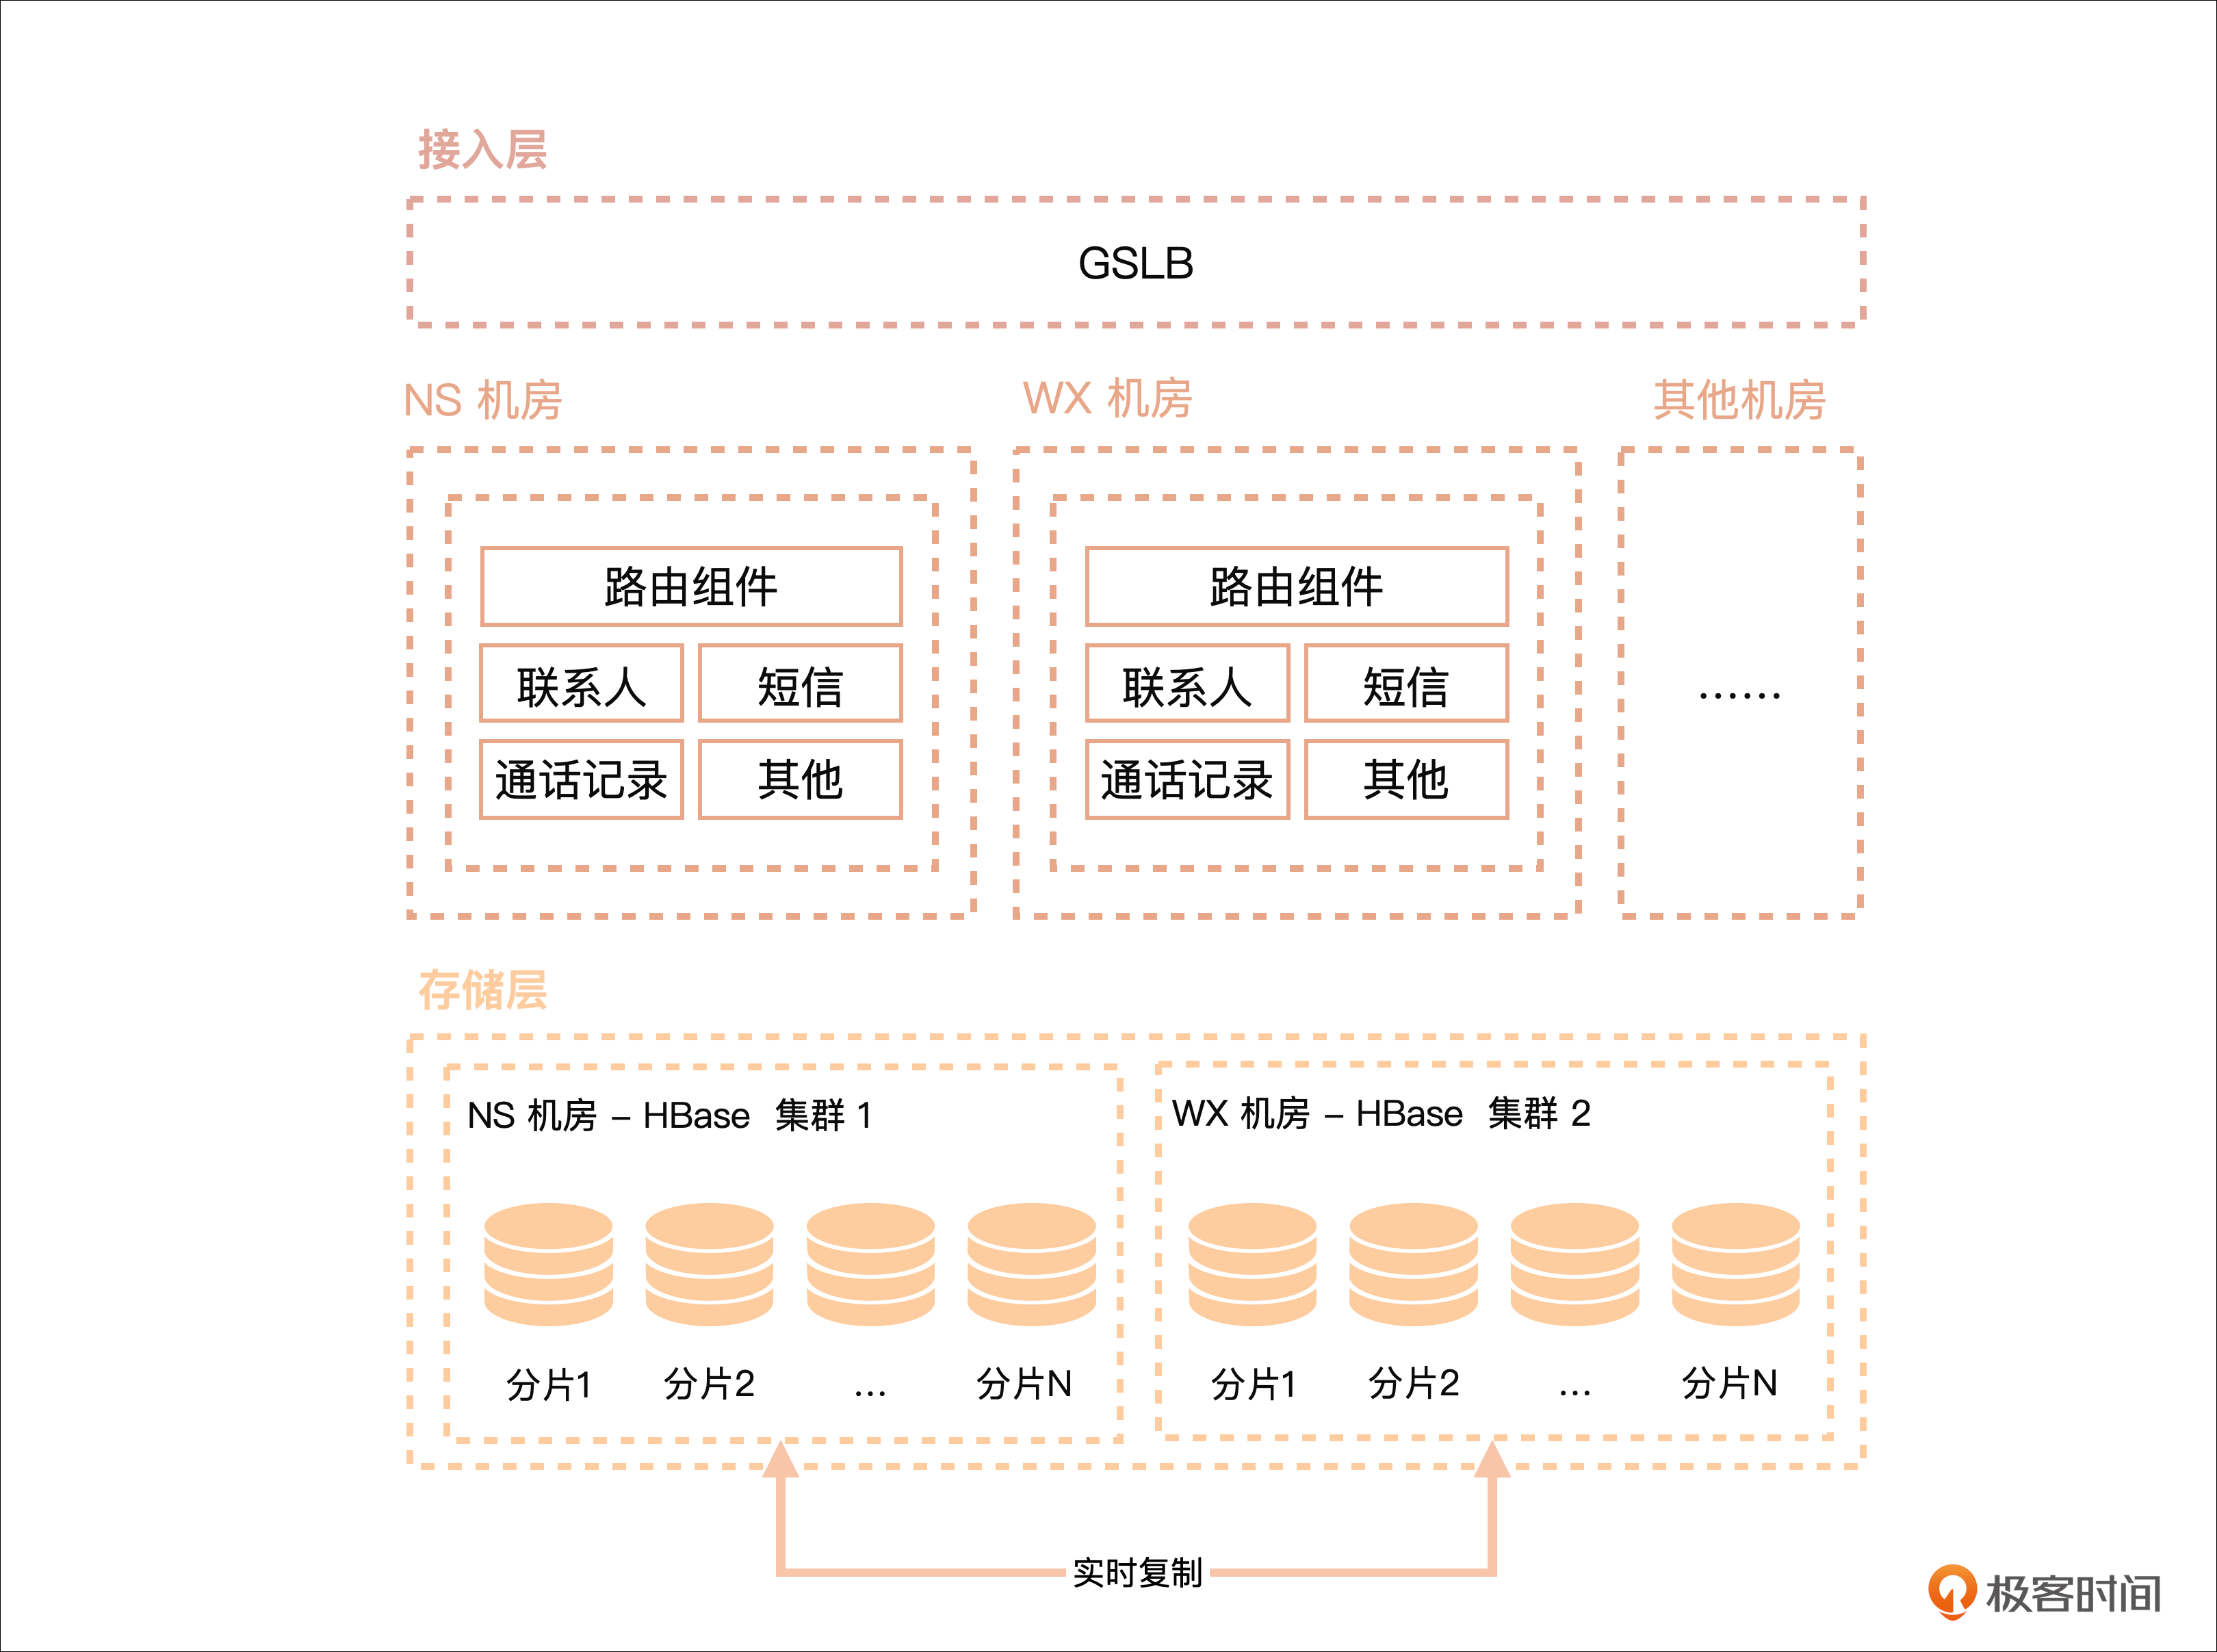 接入层
GSLB
NS 机房
WX 机房
其他机房
路由组件
联系人
短信
通话记录
其他
路由组件
联系人
短信
通话记录
其他
······
存储层
NS 机房 – HBase 集群 1
WX 机房 – HBase 集群 2
分片1
分片2
...
分片N
分片1
分片2
...
分片N
实时复制
极客时间